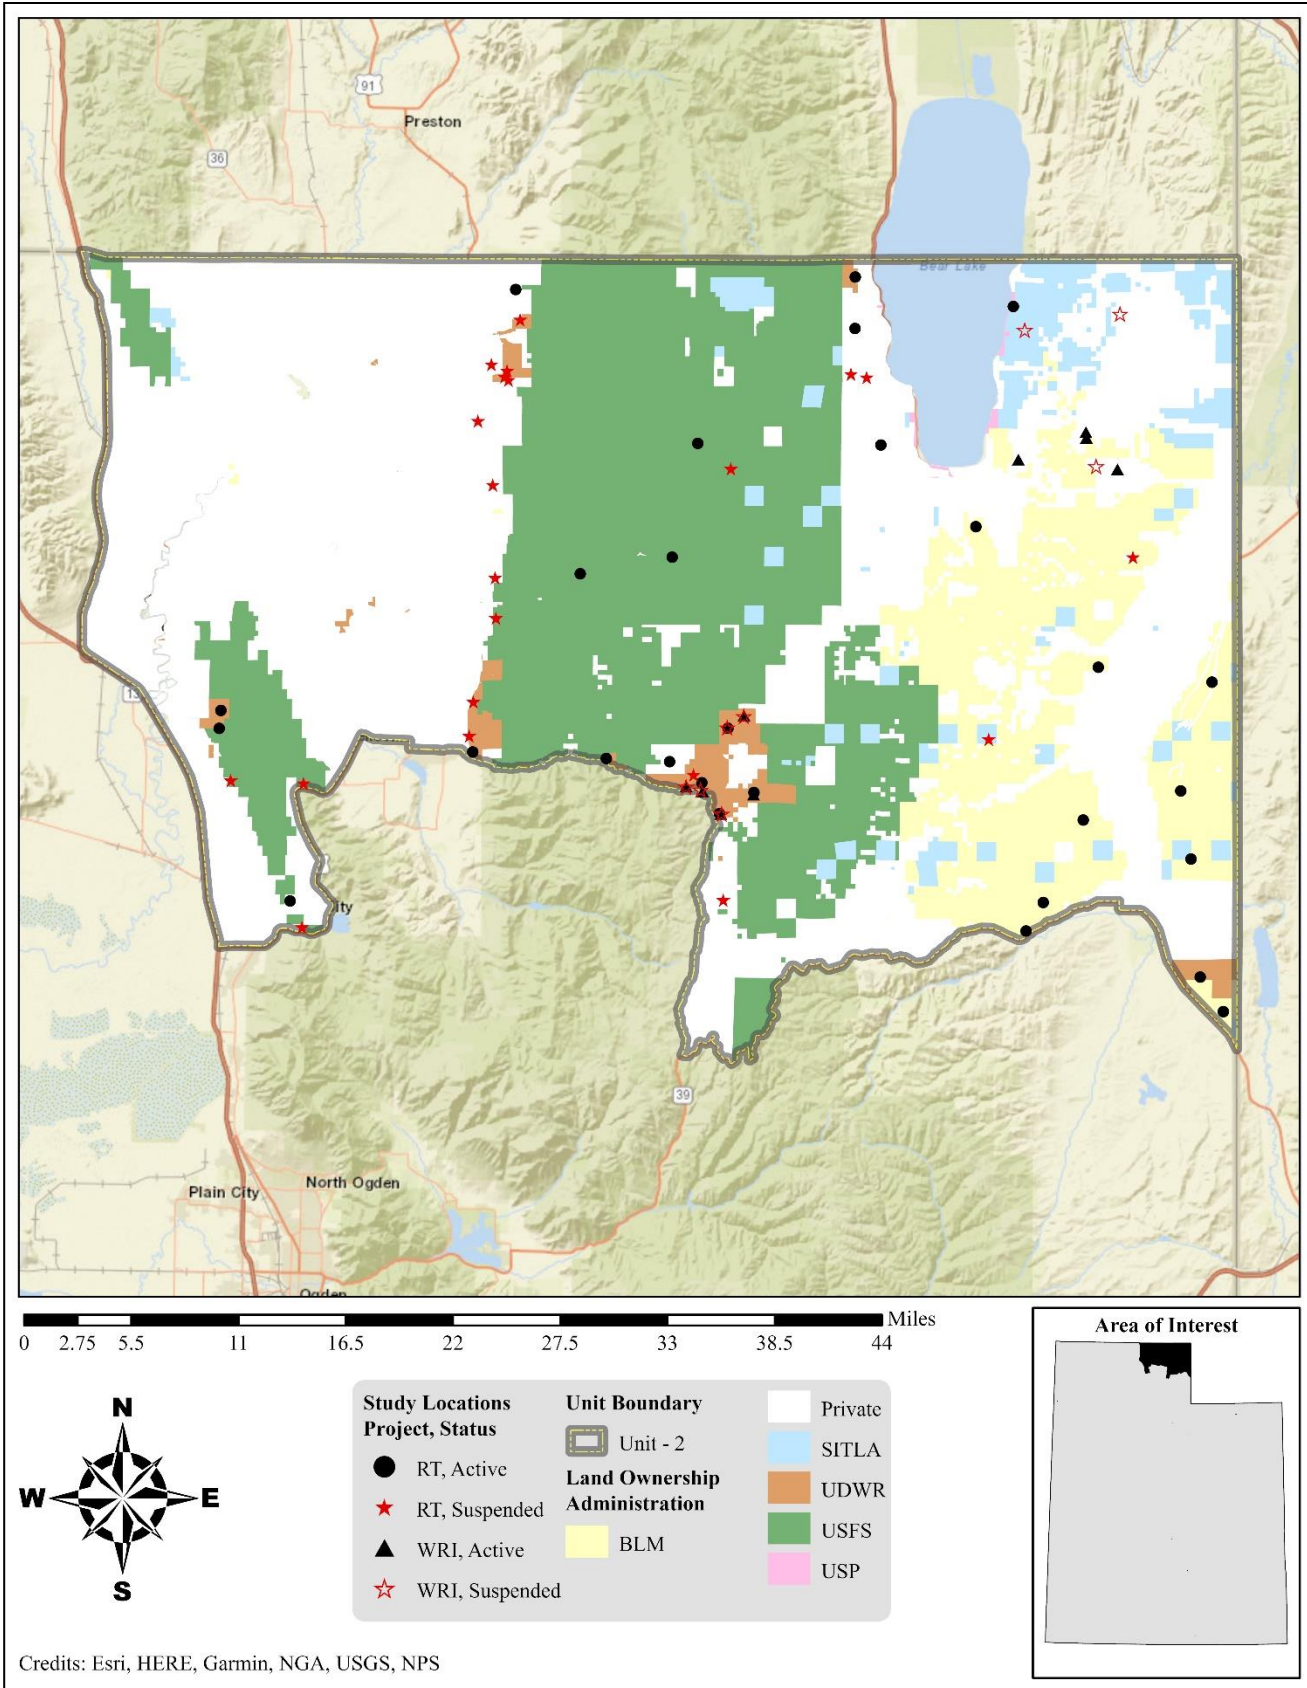 91
Preston
36
Bear Lake
13
ity
39
Plain City
North Ogden
Ogden
Miles
0 2.75 5.5 11 16.5 22 27.5 33 38.5 44
Area of Interest
N
W E
S
Study Locations
Project, Status
RT, Active
RT, Suspended
WRI, Active
WRI, Suspended
Unit Boundary
Unit - 2
Land Ownership
Administration
BLM
Private
SITLA
UDWR
USFS
USP
Credits: Esri, HERE, Garmin, NGA, USGS, NPS